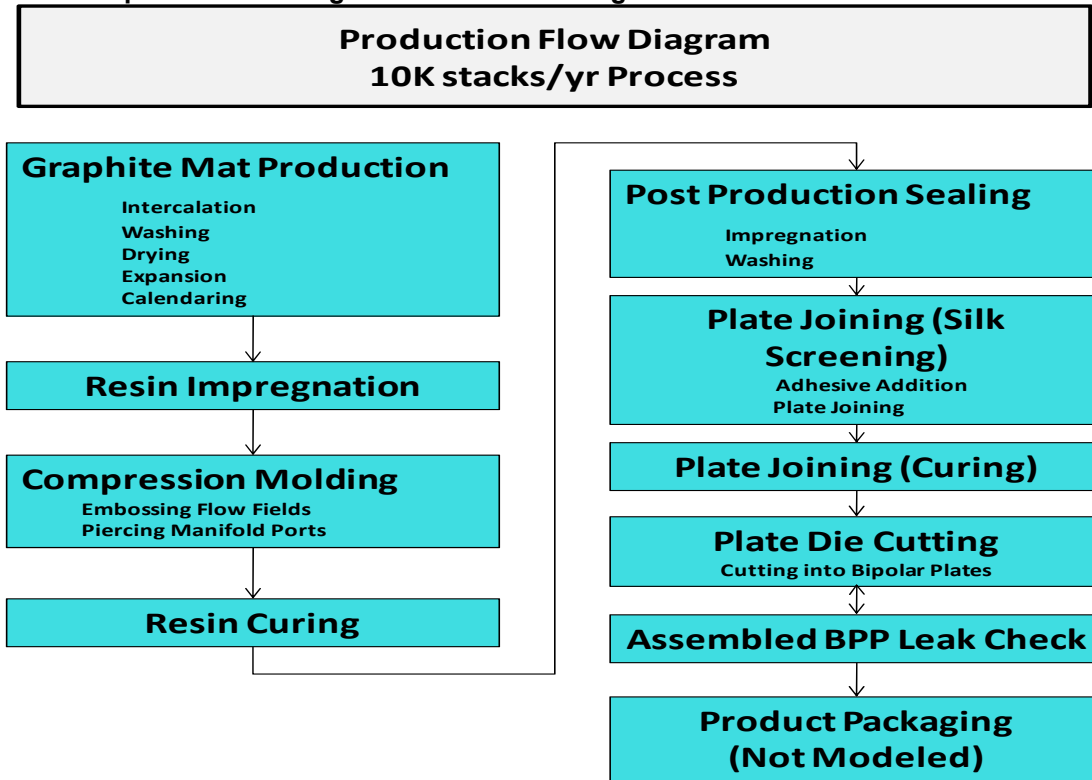 Production Flow Diagram
10K stacks/yr Process
Graphite Mat Production
Intercalation
Washing
Drying
Expansion
Calendaring
Resin Impregnation
Compression Molding
Embossing Flow Fields
Piercing Manifold Ports
Resin Curing
Post Production Sealing
Impregnation
Washing
Plate Joining (Silk
Screening)
Adhesive Addition
Plate Joining
Plate Joining (Curing)
Plate Die Cutting
Cutting into Bipolar Plates
Assembled BPP Leak Check
Product Packaging
(Not Modeled)